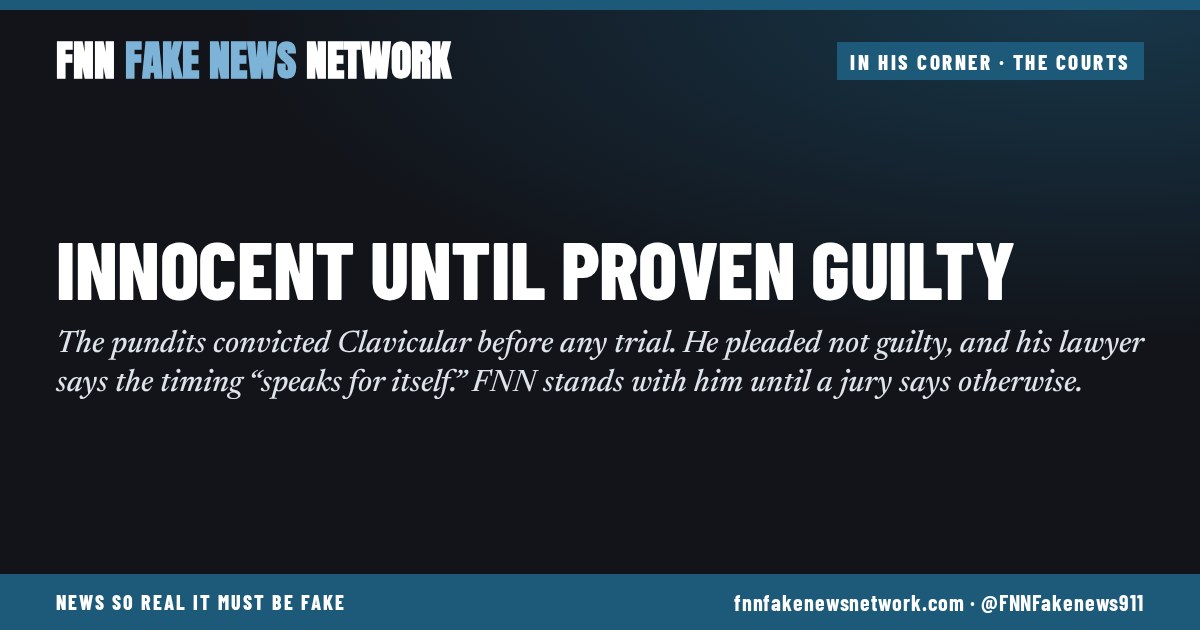 FNN FAKE NEWS NETWORK
IN HIS CORNER · THE COURTS
INNOCENT UNTIL PROVEN GUILTY
The pundits convicted Clavicular before any trial. He pleaded not guilty, and his lawyer
says the timing “speaks for itself.” FNN stands with him until a jury says otherwise.
NEWS SO REAL IT MUST BE FAKE
fnnfakenewsnetwork.com · @FNNFakenews911